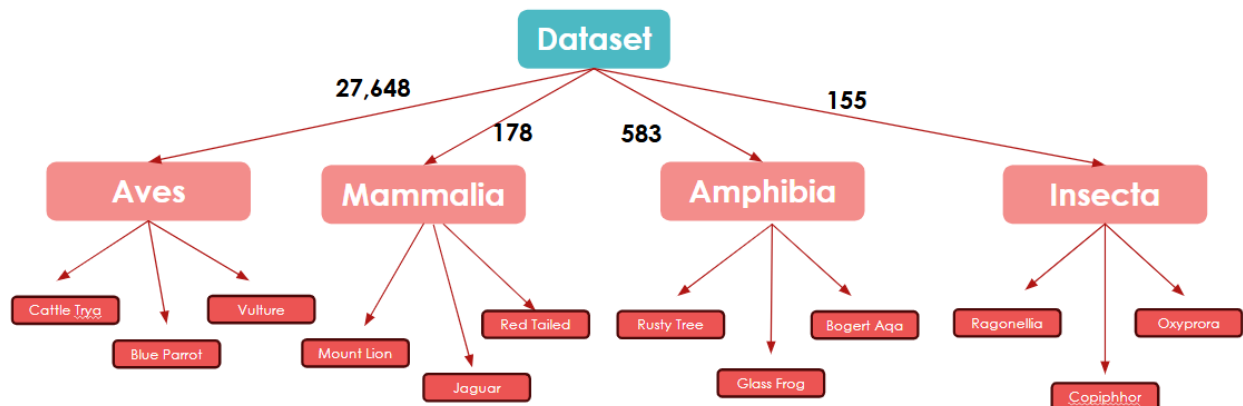 Dataset
27,648
178
583
155
Aves
Mammalia
Amphibia
Insecta
Cattle Tryq
Blue Parrot
Vulture
Mount Lion
Jaguar
Red Tailed
Rusty Tree
Glass Frog
Bogert Aqa
Ragonellia
Copiphhor
Oxyprora